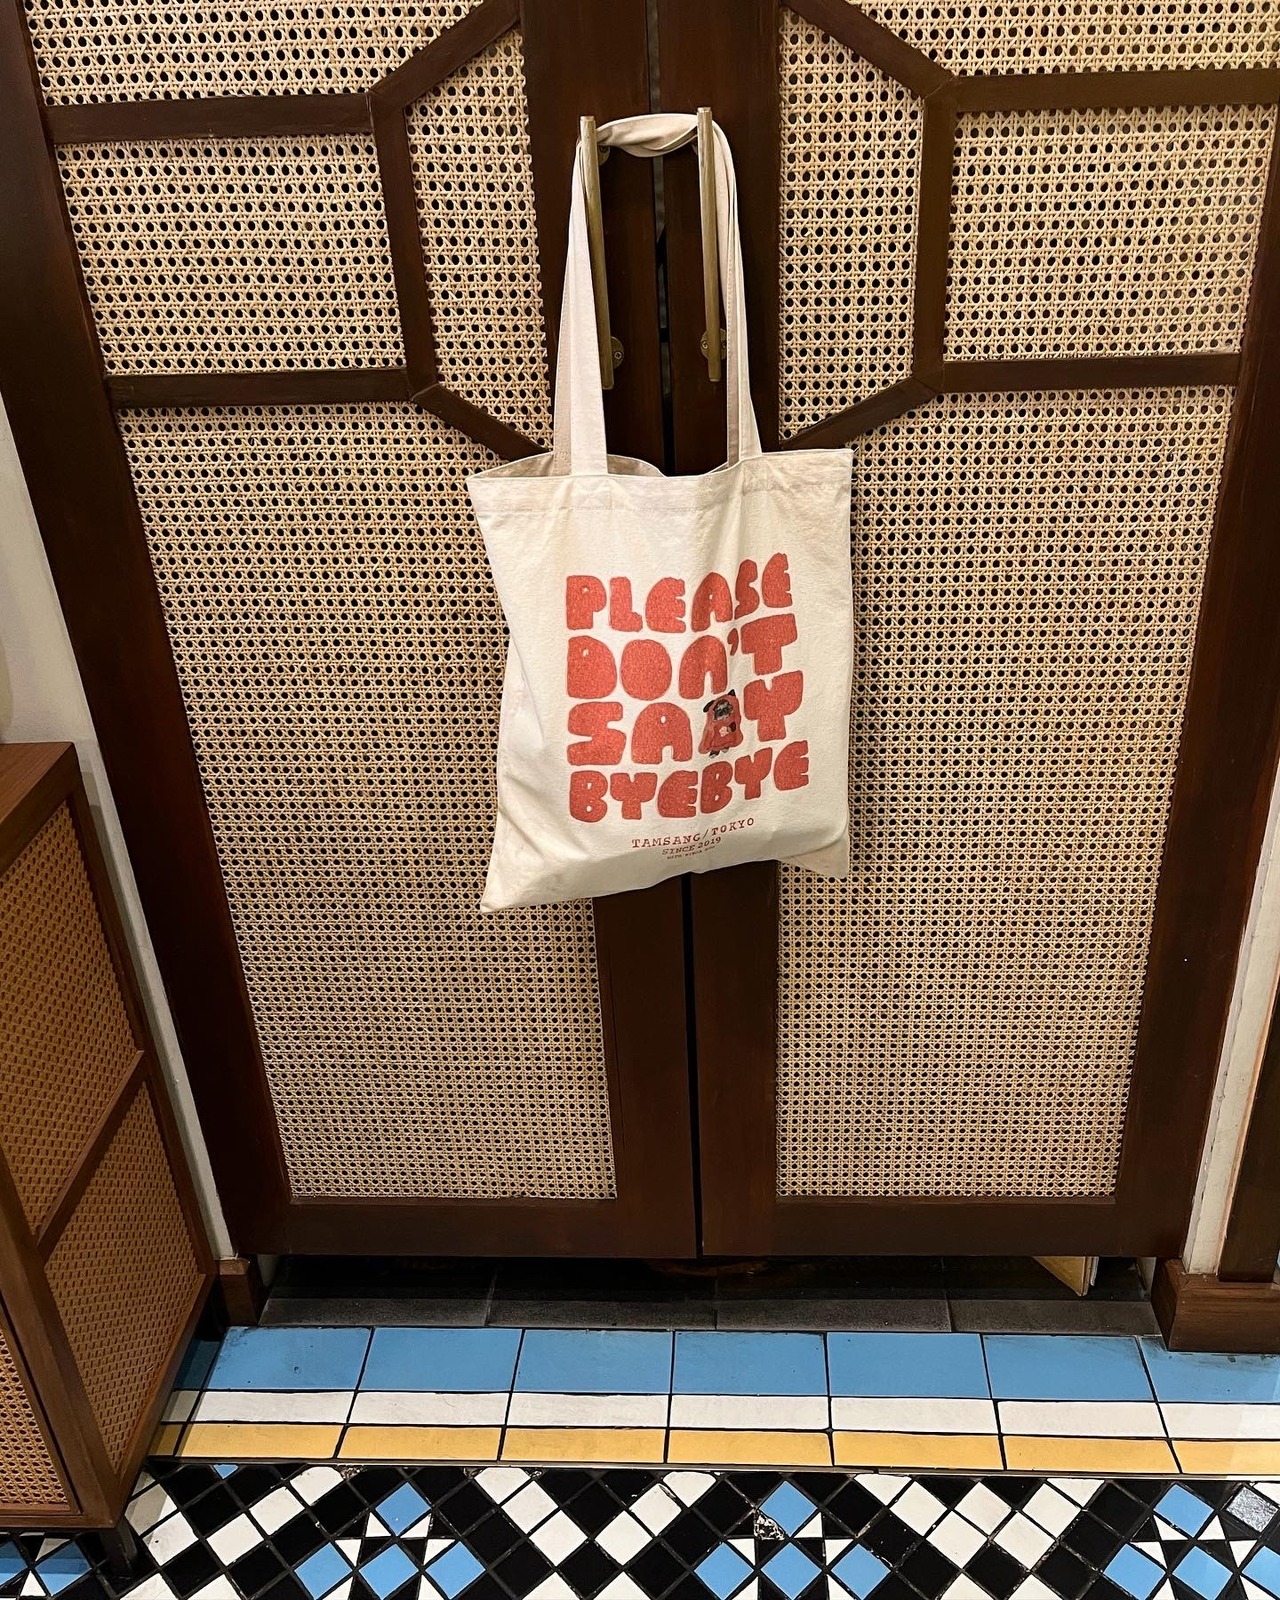 PLEASE
DON'T
SAY
BYEBYE
TAMSANG/TOKYO
SINCE 2019